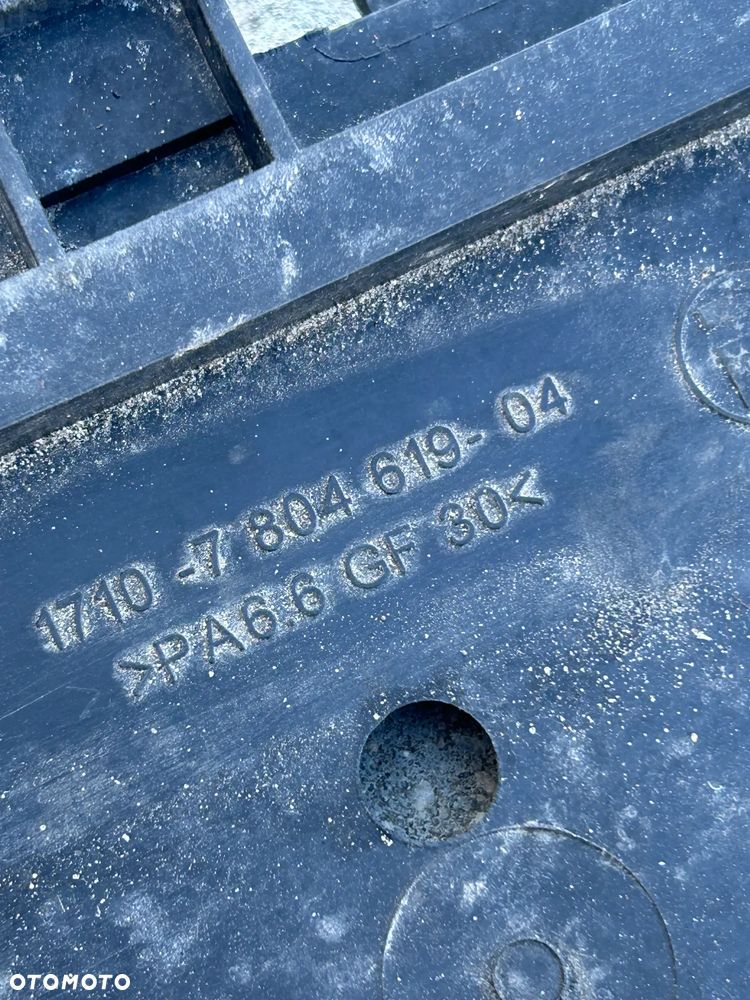 1710 -7 804 619- 04
>PA6.6 GF 30<
OTOMOTO